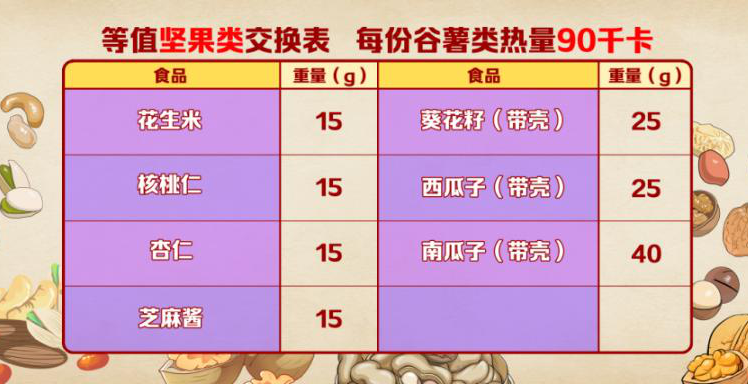 等值坚果类交换表 每份谷薯类热量90千卡
食品 重量（g） 食品 重量（g）
花生米 15 葵花籽（带壳） 25
核桃仁 15 西瓜子（带壳） 25
杏仁 15 南瓜子（带壳） 40
芝麻酱 15